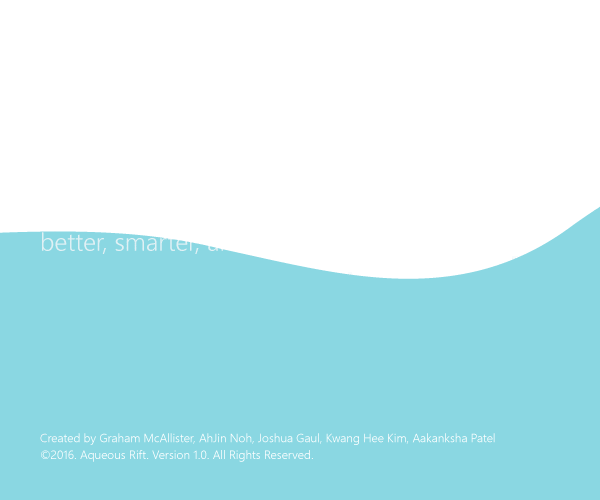 better, smarter,
Created by Graham McAllister, AhJin Noh, Joshua Gaul, Kwang Hee Kim, Aakanksha Patel
©2016. Aqueous Rift. Version 1.0. All Rights Reserved.